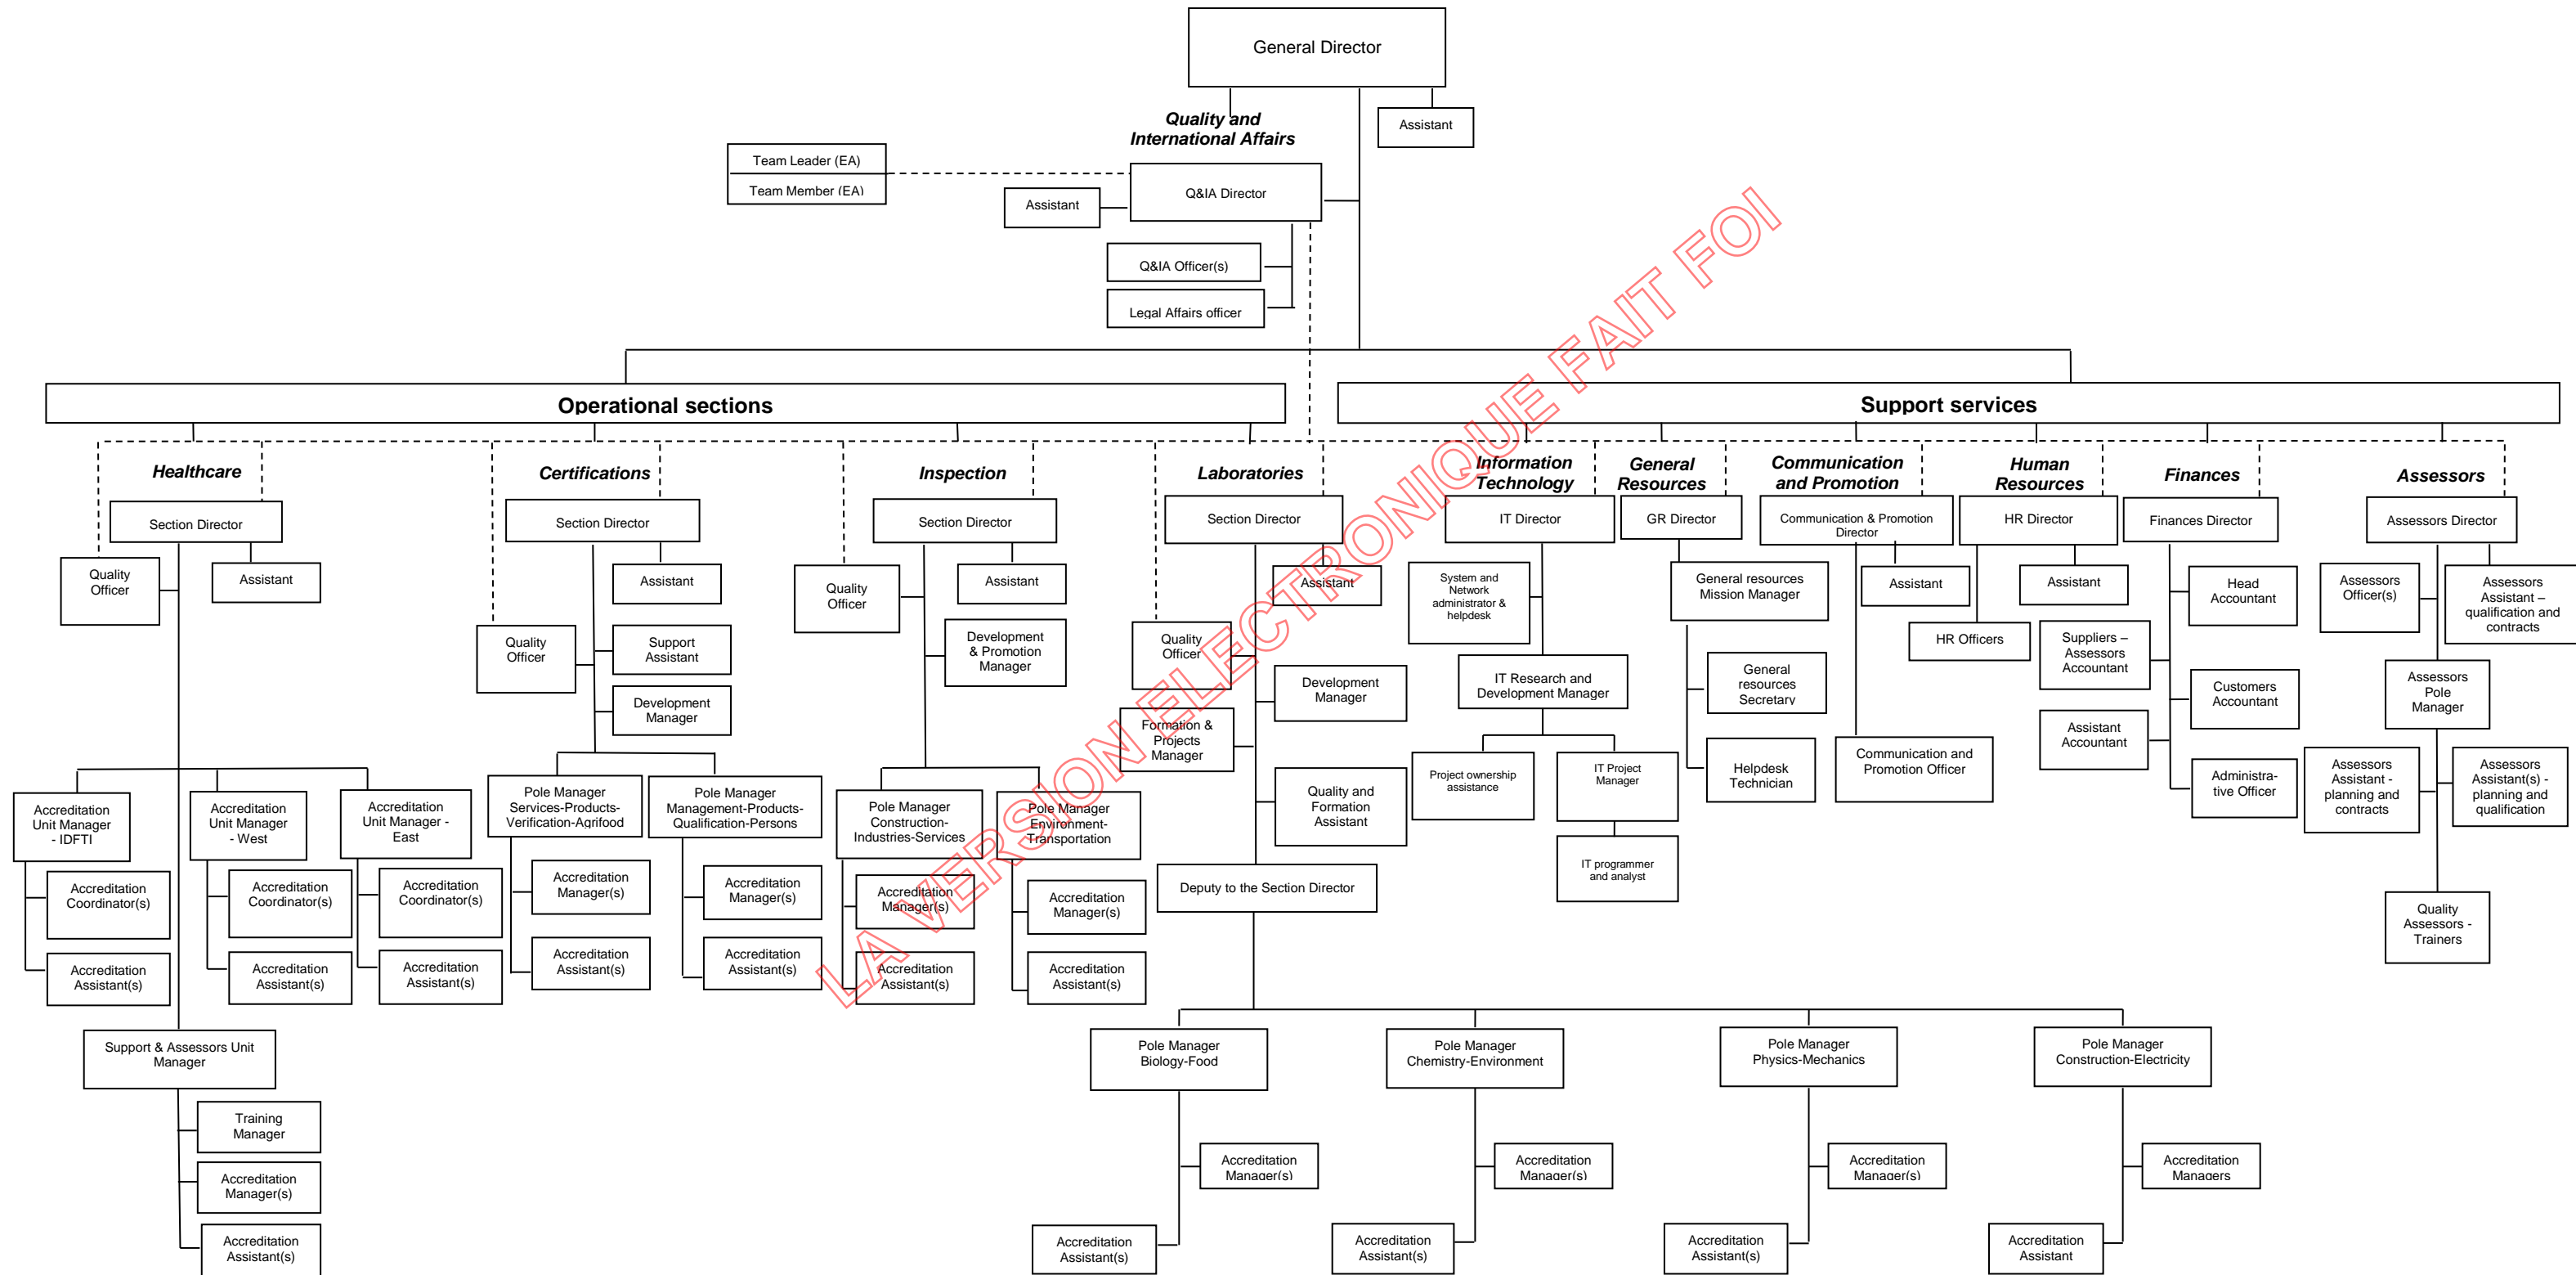 General Director
Quality and
International Affairs
Assistant
Team Leader (EA)
Team Member (EA)
Assistant
Q&IA Director
Q&IA Officer(s)
Legal Affairs officer
Operational sections
Support services
Healthcare
Certifications
Inspection
Laboratories
Information
Technology
General
Resources
Communication
and Promotion
Human
Resources
Finances
Assessors
Section Director
Section Director
Section Director
Section Director
IT Director
GR Director
Communication & Promotion
Director
HR Director
Finances Director
Assessors Director
Quality
Officer
Assistant
Assistant
Quality
Officer
Support
Assistant
Development
Manager
Quality
Officer
Assistant
Development
& Promotion
Manager
Assistant
Quality
Officer
Development
Manager
Formation &
Projects
Manager
Quality and
Formation
Assistant
Deputy to the Section Director
System and
Network
administrator &
helpdesk
IT Research and
Development Manager
Project ownership
assistance
IT Project
Manager
IT programmer
and analyst
General resources
Mission Manager
General
resources
Secretary
Helpdesk
Technician
Assistant
Communication and
Promotion Officer
Assistant
HR Officers
Head
Accountant
Suppliers –
Assessors
Accountant
Customers
Accountant
Assistant
Accountant
Administra-
tive Officer
Assessors
Officer(s)
Assessors
Assistant –
qualification and
contracts
Assessors
Pole
Manager
Assessors
Assistant -
planning and
contracts
Assessors
Assistant(s) -
planning and
qualification
Quality
Assessors -
Trainers
Accreditation
Unit Manager
- IDFTI
Accreditation
Unit Manager
- West
Accreditation
Unit Manager -
East
Pole Manager
Services-Products-
Verification-Agrifood
Pole Manager
Management-Products-
Qualification-Persons
Pole Manager
Construction-
Industries-Services
Pole Manager
Environment-
Transportation
Accreditation
Coordinator(s)
Accreditation
Coordinator(s)
Accreditation
Coordinator(s)
Accreditation
Manager(s)
Accreditation
Manager(s)
Accreditation
Manager(s)
Accreditation
Manager(s)
Accreditation
Assistant(s)
Accreditation
Assistant(s)
Accreditation
Assistant(s)
Accreditation
Assistant(s)
Accreditation
Assistant(s)
Accreditation
Assistant(s)
Accreditation
Assistant(s)
Support & Assessors Unit
Manager
Training
Manager
Accreditation
Manager(s)
Accreditation
Assistant(s)
Pole Manager
Biology-Food
Pole Manager
Chemistry-Environment
Pole Manager
Physics-Mechanics
Pole Manager
Construction-Electricity
Accreditation
Manager(s)
Accreditation
Manager(s)
Accreditation
Manager(s)
Accreditation
Managers
Accreditation
Assistant(s)
Accreditation
Assistant(s)
Accreditation
Assistant(s)
Accreditation
Assistant
LA VERSION ELECTRONIQUE FAIT FOI